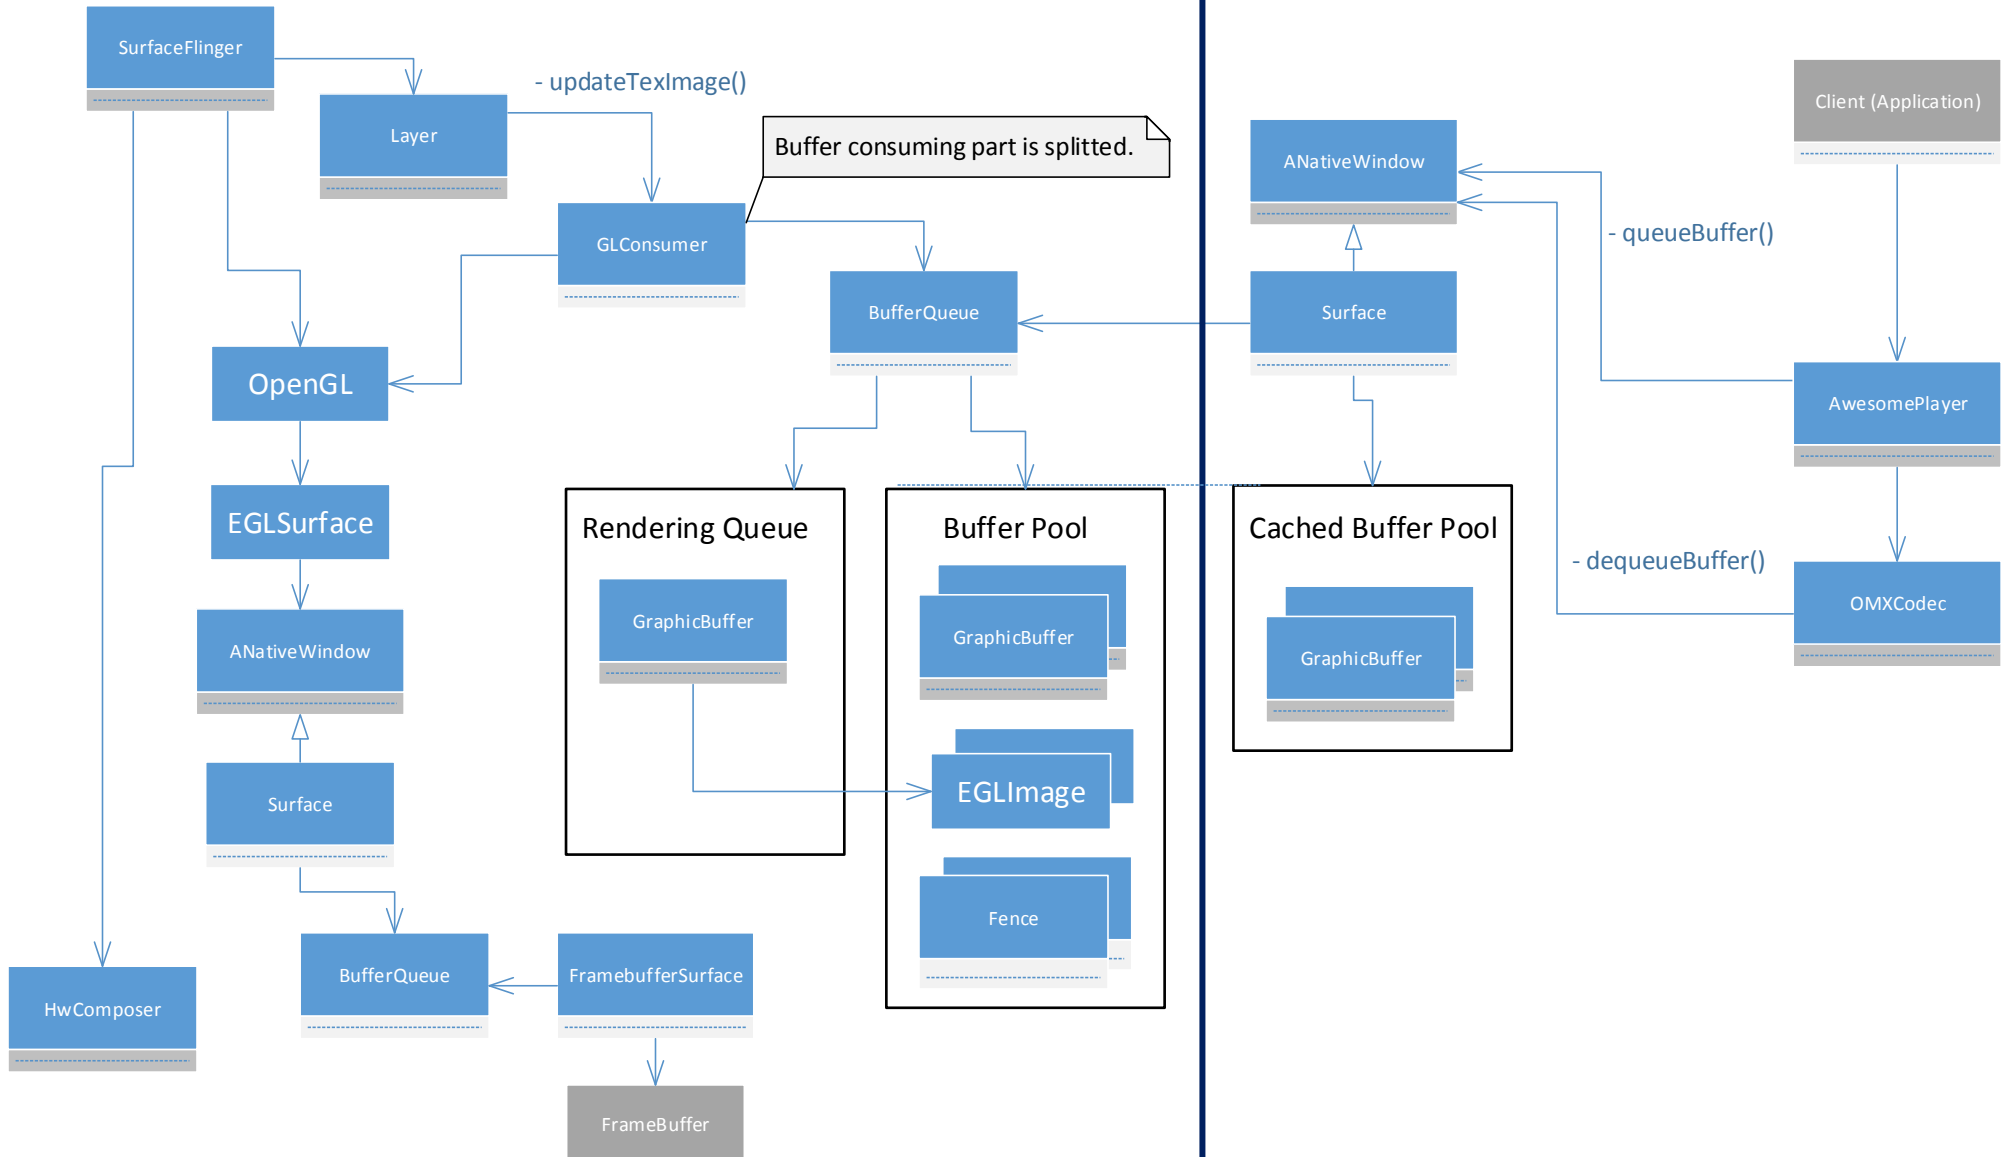 SurfaceFlinger
Layer
- updateTexImage()
Buffer consuming part is splitted.
GLConsumer
BufferQueue
OpenGL
EGLSurface
ANativeWindow
Surface
BufferQueue
FramebufferSurface
HwComposer
FrameBuffer
Rendering Queue
GraphicBuffer
Buffer Pool
GraphicBuffer
EGLImage
Fence
ANativeWindow
Surface
Cached Buffer Pool
GraphicBuffer
Client (Application)
- queueBuffer()
AwesomePlayer
- dequeueBuffer()
OMXCodec